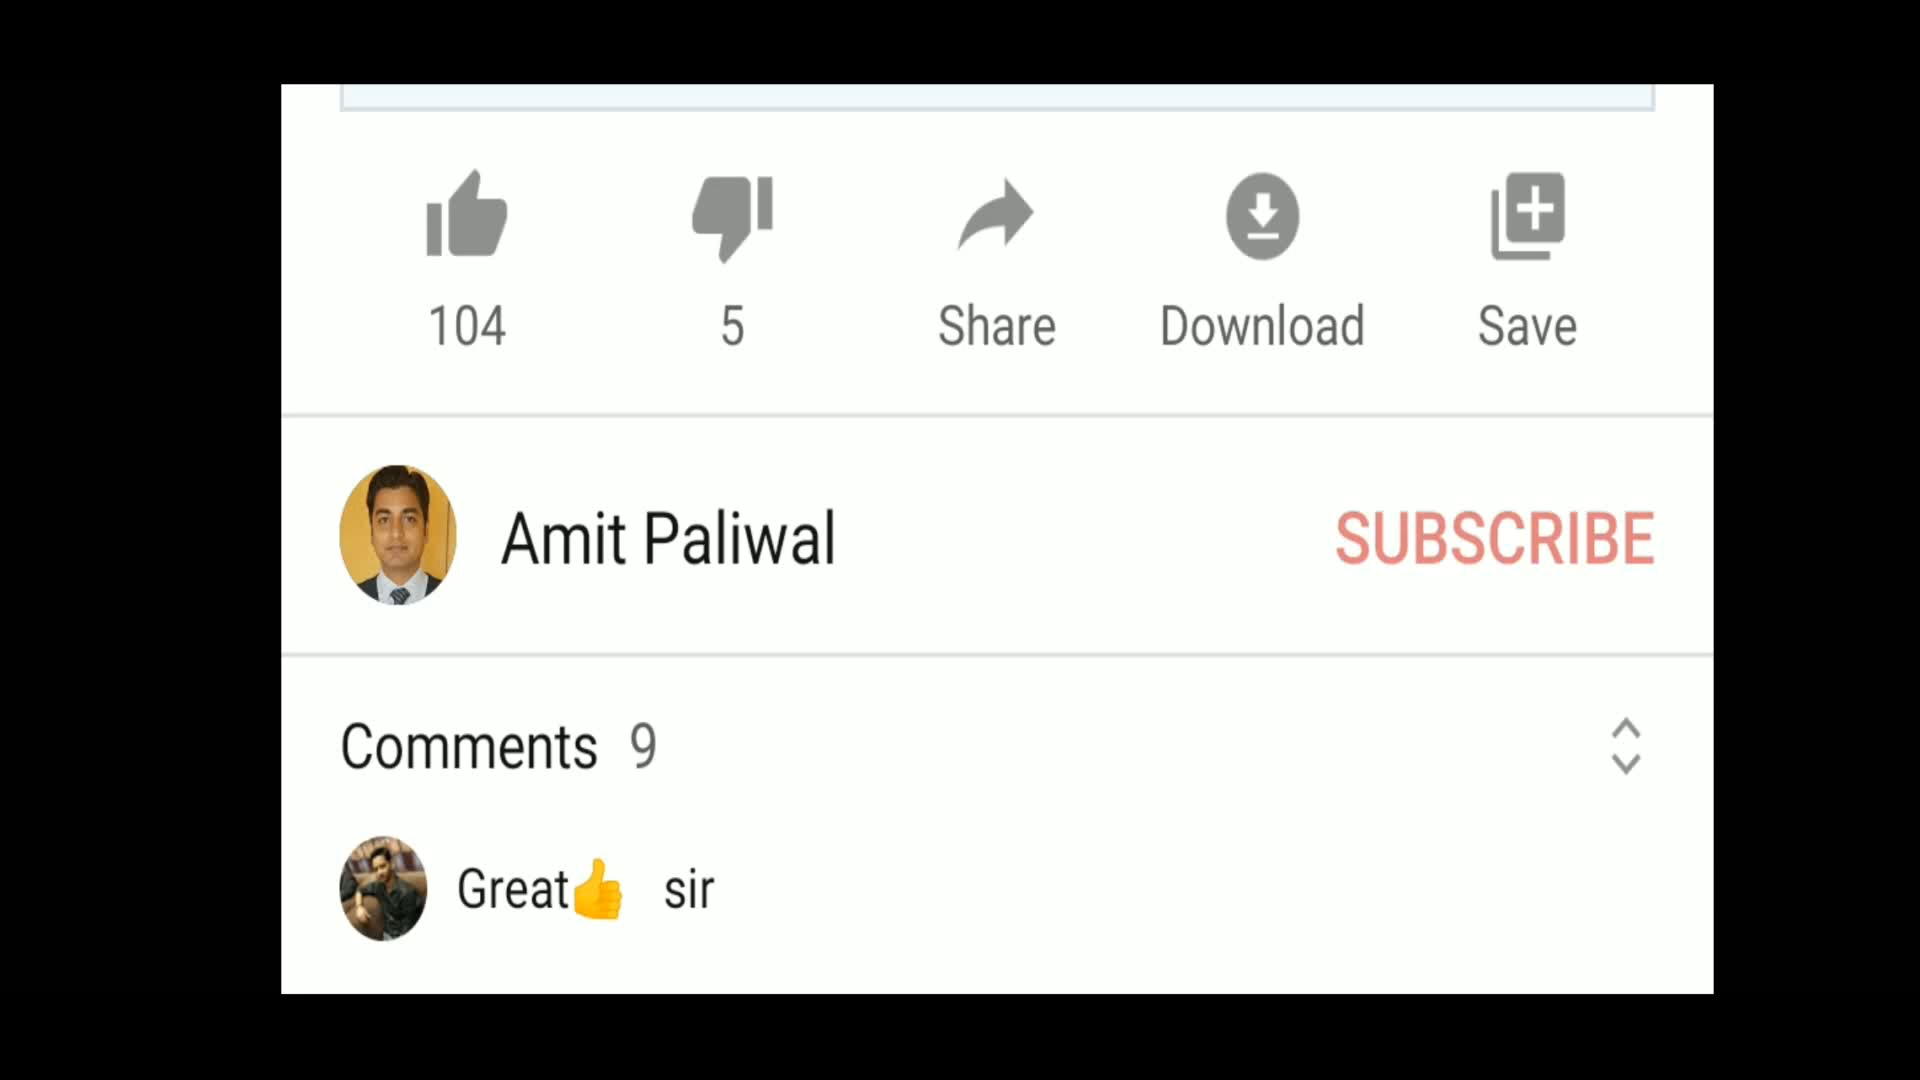 104 5 Share Download Save
Amit Paliwal SUBSCRIBE
Comments 9
Great👍 sir